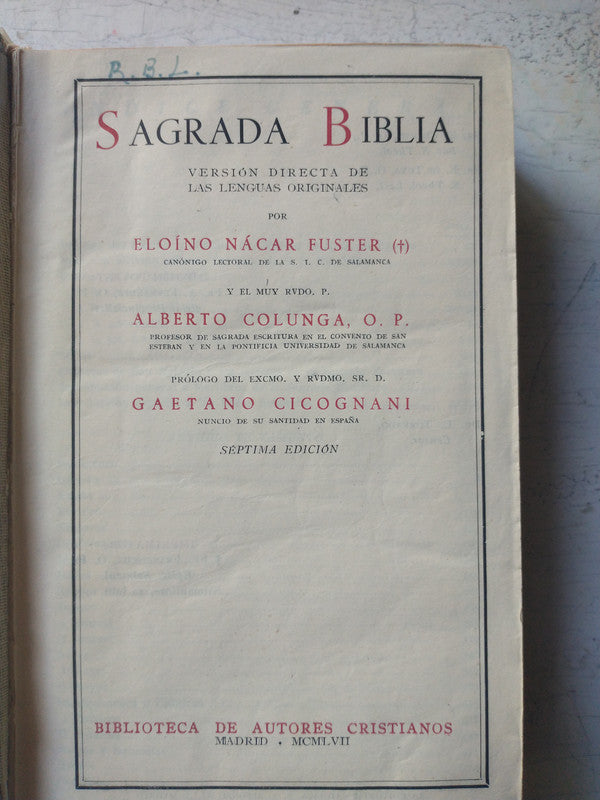 R. B. L.
SAGRADA BIBLIA
VERSIÓN DIRECTA DE
LAS LENGUAS ORIGINALES
POR
ELOÍNO NÁCAR FUSTER (†)
CANÓNIGO LECTORAL DE LA S. I. C. DE SALAMANCA
Y EL MUY RVDO. P.
ALBERTO COLUNGA, O. P.
PROFESOR DE SAGRADA ESCRITURA EN EL CONVENTO DE SAN
ESTEBAN Y EN LA PONTIFICIA UNIVERSIDAD DE SALAMANCA
PRÓLOGO DEL EXCMO. Y RVDMO. SR. D.
GAETANO CICOGNANI
NUNCIO DE SU SANTIDAD EN ESPAÑA
SÉPTIMA EDICIÓN
BIBLIOTECA DE AUTORES CRISTIANOS
MADRID • MCMLVII